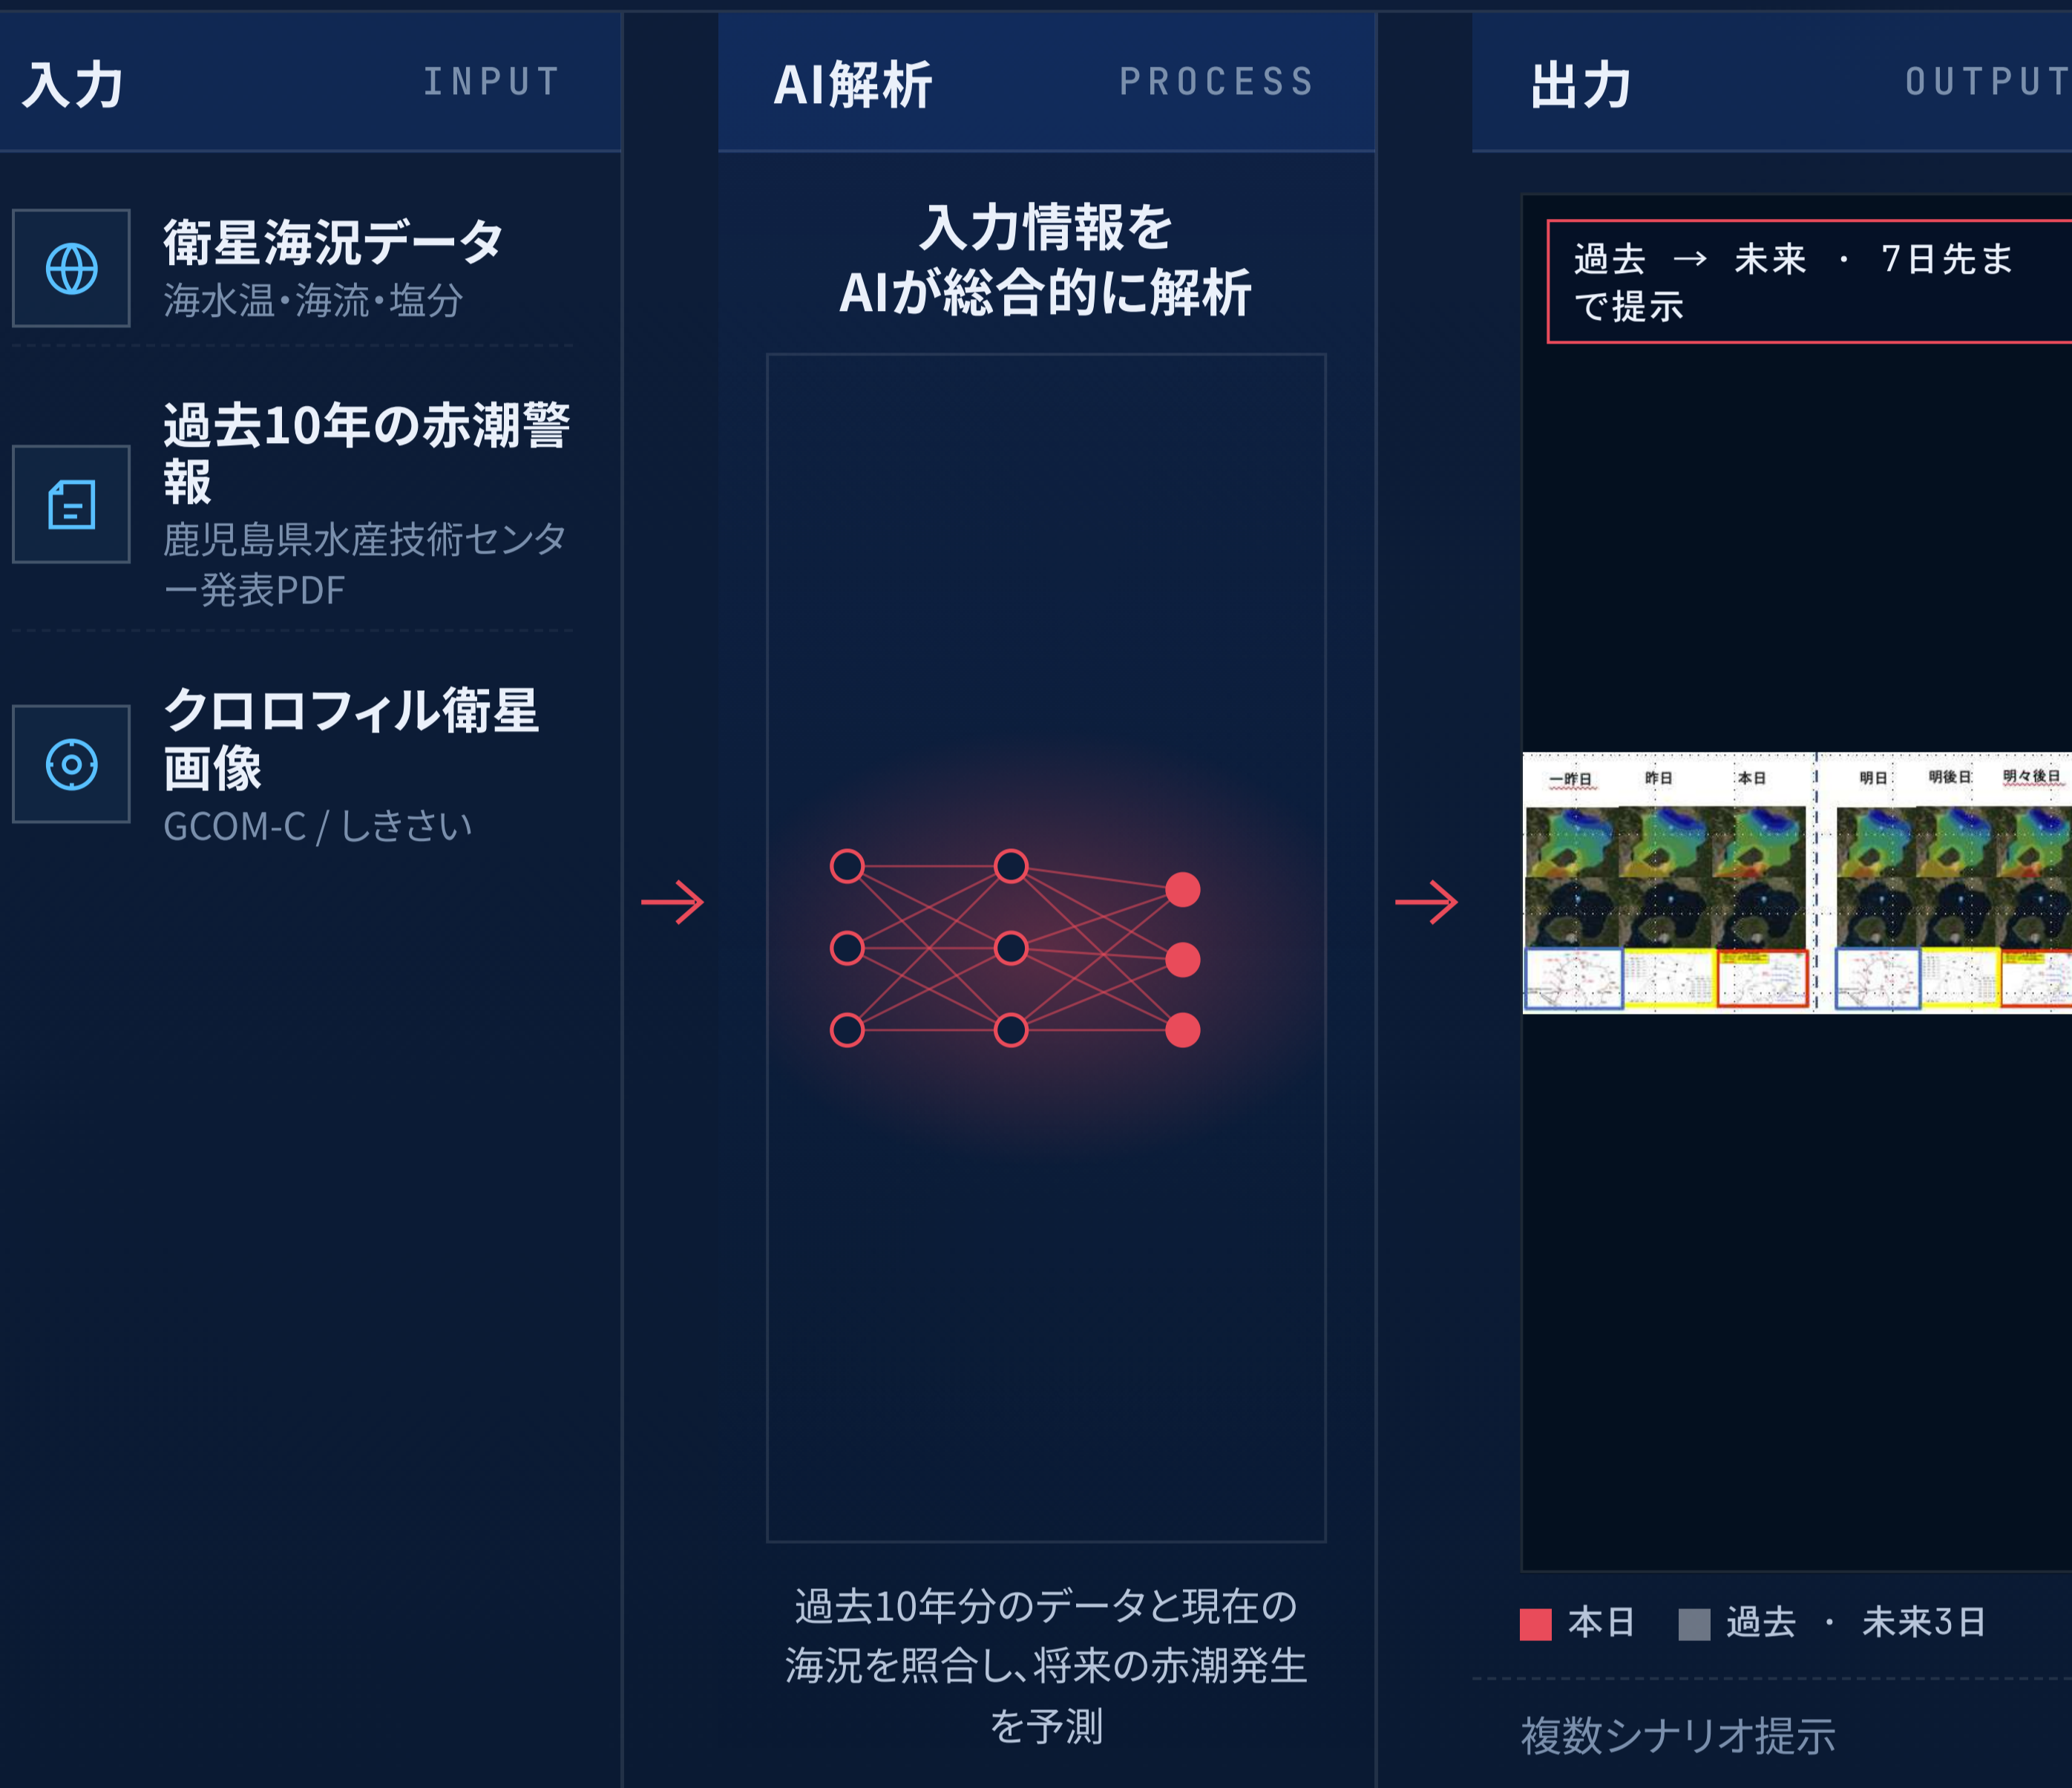 入力 INPUT
衛星海況データ
海水温・海流・塩分
過去10年の赤潮警
報
鹿児島県水産技術センタ
ー発表PDF
クロロフィル衛星
画像
GCOM-C / しきさい
AI解析 PROCESS
入力情報を
AIが総合的に解析
過去10年分のデータと現在の
海況を照合し、将来の赤潮発生
を予測
出力 OUTPUT
過去 → 未来 · 7日先ま
で提示
一昨日 昨日 本日 明日 明後日 明々後日
本日 過去 · 未来3日
複数シナリオ提示